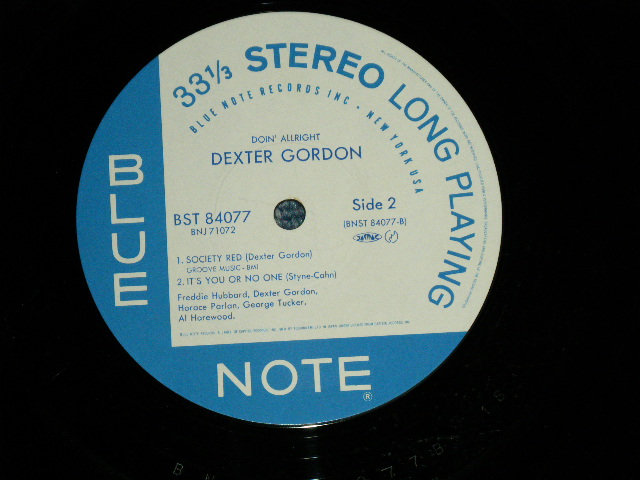 33⅓ STEREO LONG PLAYING
BLUE NOTE RECORDS INC · NEW YORK USA
DOIN' ALLRIGHT
DEXTER GORDON
BLUE
BST 84077
BNJ 71072
Side 2
(BNST 84077-B)
1. SOCIETY RED (Dexter Gordon)
GROOVE MUSIC-BMI
2. IT'S YOU OR NO ONE (Styne-Cahn)
Freddie Hubbard, Dexter Gordon,
Horace Parlan, George Tucker,
Al Harewood.
NOTE®